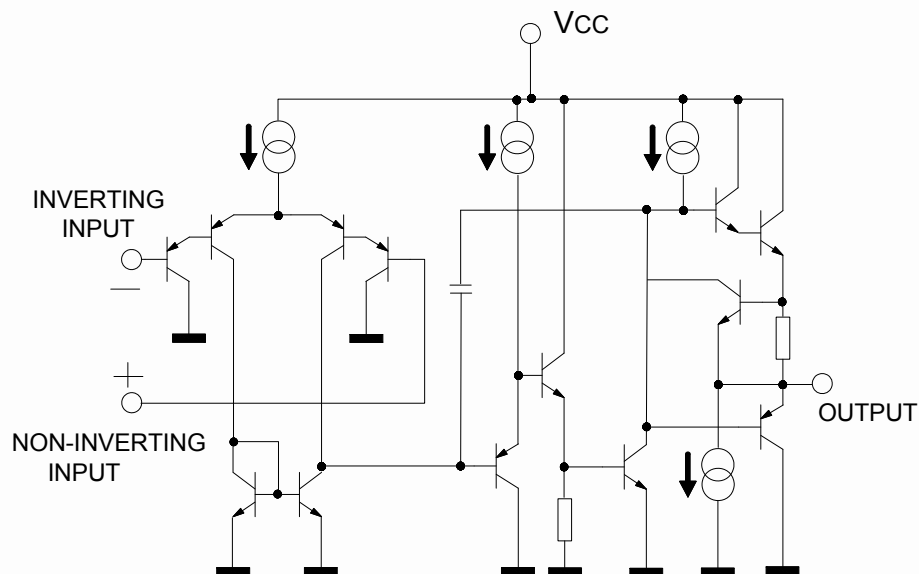 VCC
INVERTING
INPUT
—
+
NON-INVERTING
INPUT
OUTPUT